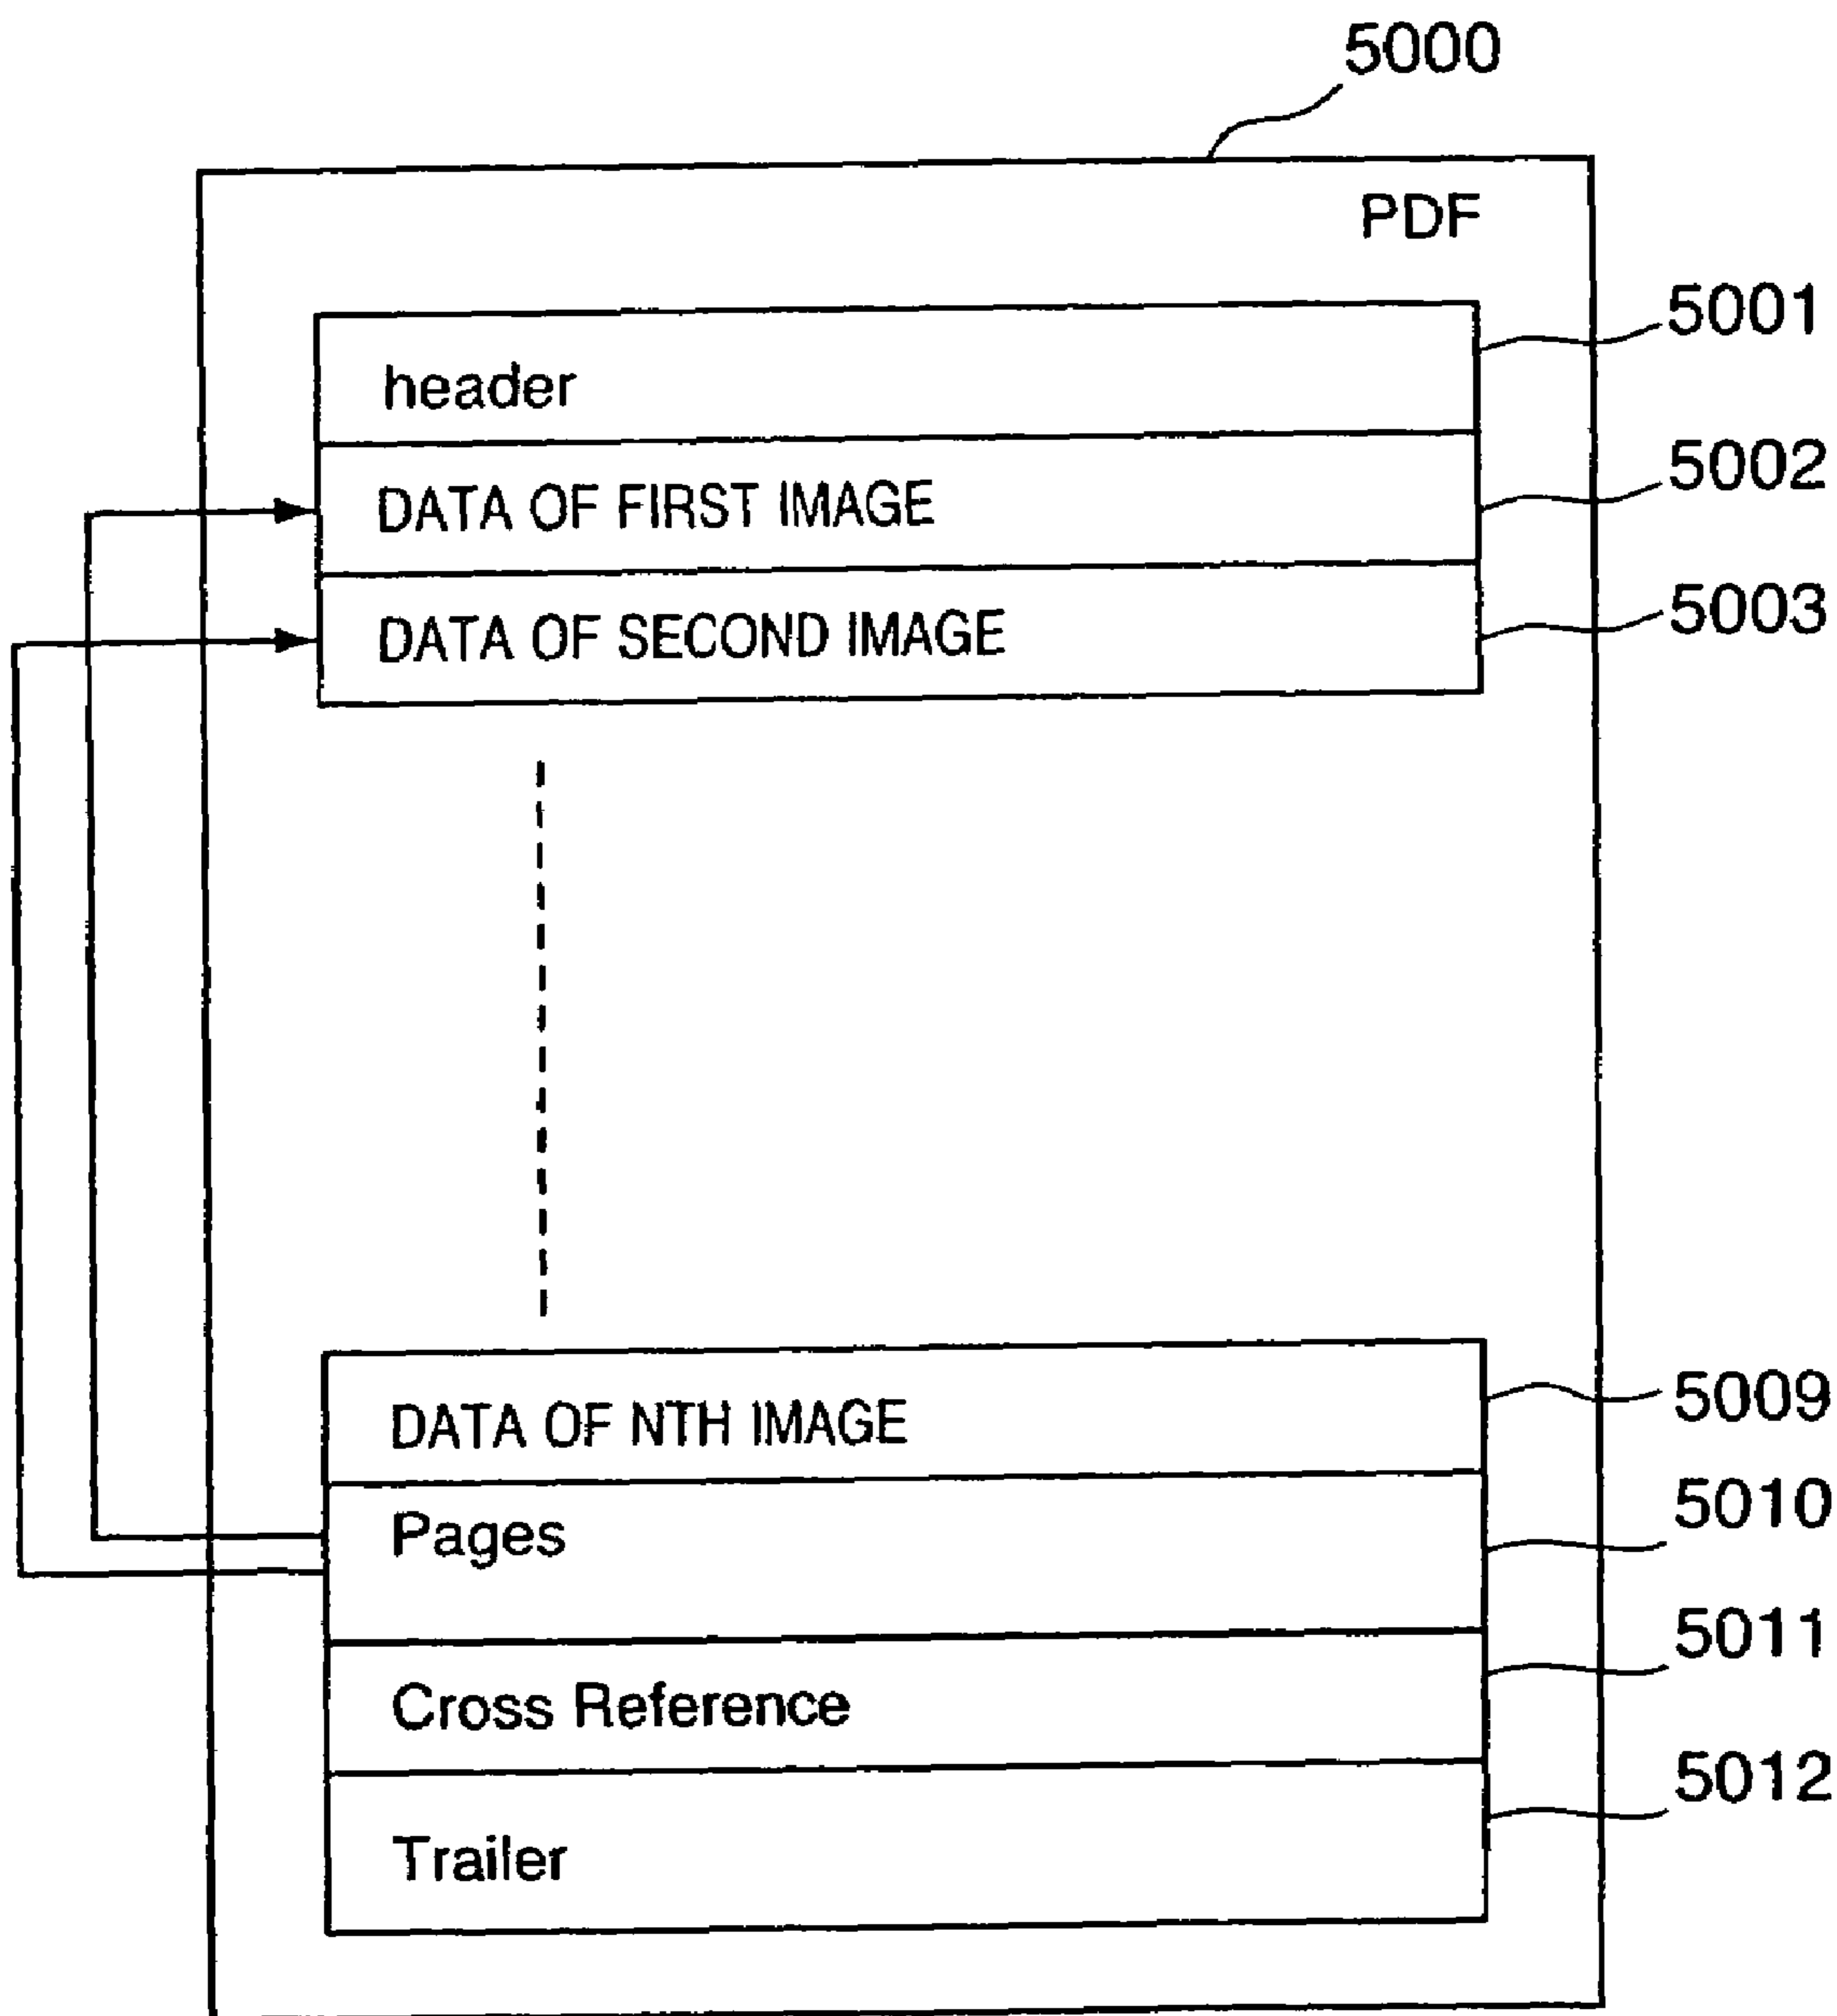 5000
PDF
5001
header
5002
DATA OF FIRST IMAGE
5003
DATA OF SECOND IMAGE
5009
DATA OF NTH IMAGE
5010
Pages
5011
Cross Reference
5012
Trailer